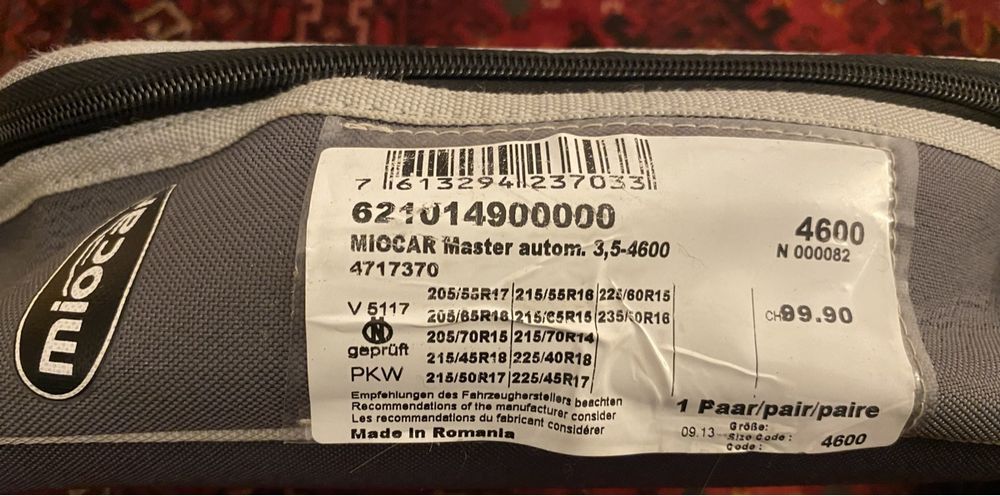 miocar
7 613294 237033
621014900000
4600
MIOCAR Master autom. 3,5-4600
N 000082
4717370
205/55R17 215/55R16 225/60R15
V 5117
205/65R16 215/65R15 235/50R16
CH 99.90
N
205/70R15 215/70R14
geprüft
215/45R18 225/40R18
PKW
215/50R17 225/45R17
Empfehlungen des Fahrzeugherstellers beachten
Recommendations of the manufacturer consider
Les recommandations du fabricant considérer
1 Paar/pair/paire
Made in Romania
09.13
Größe:
Size Code :
4600
Code :